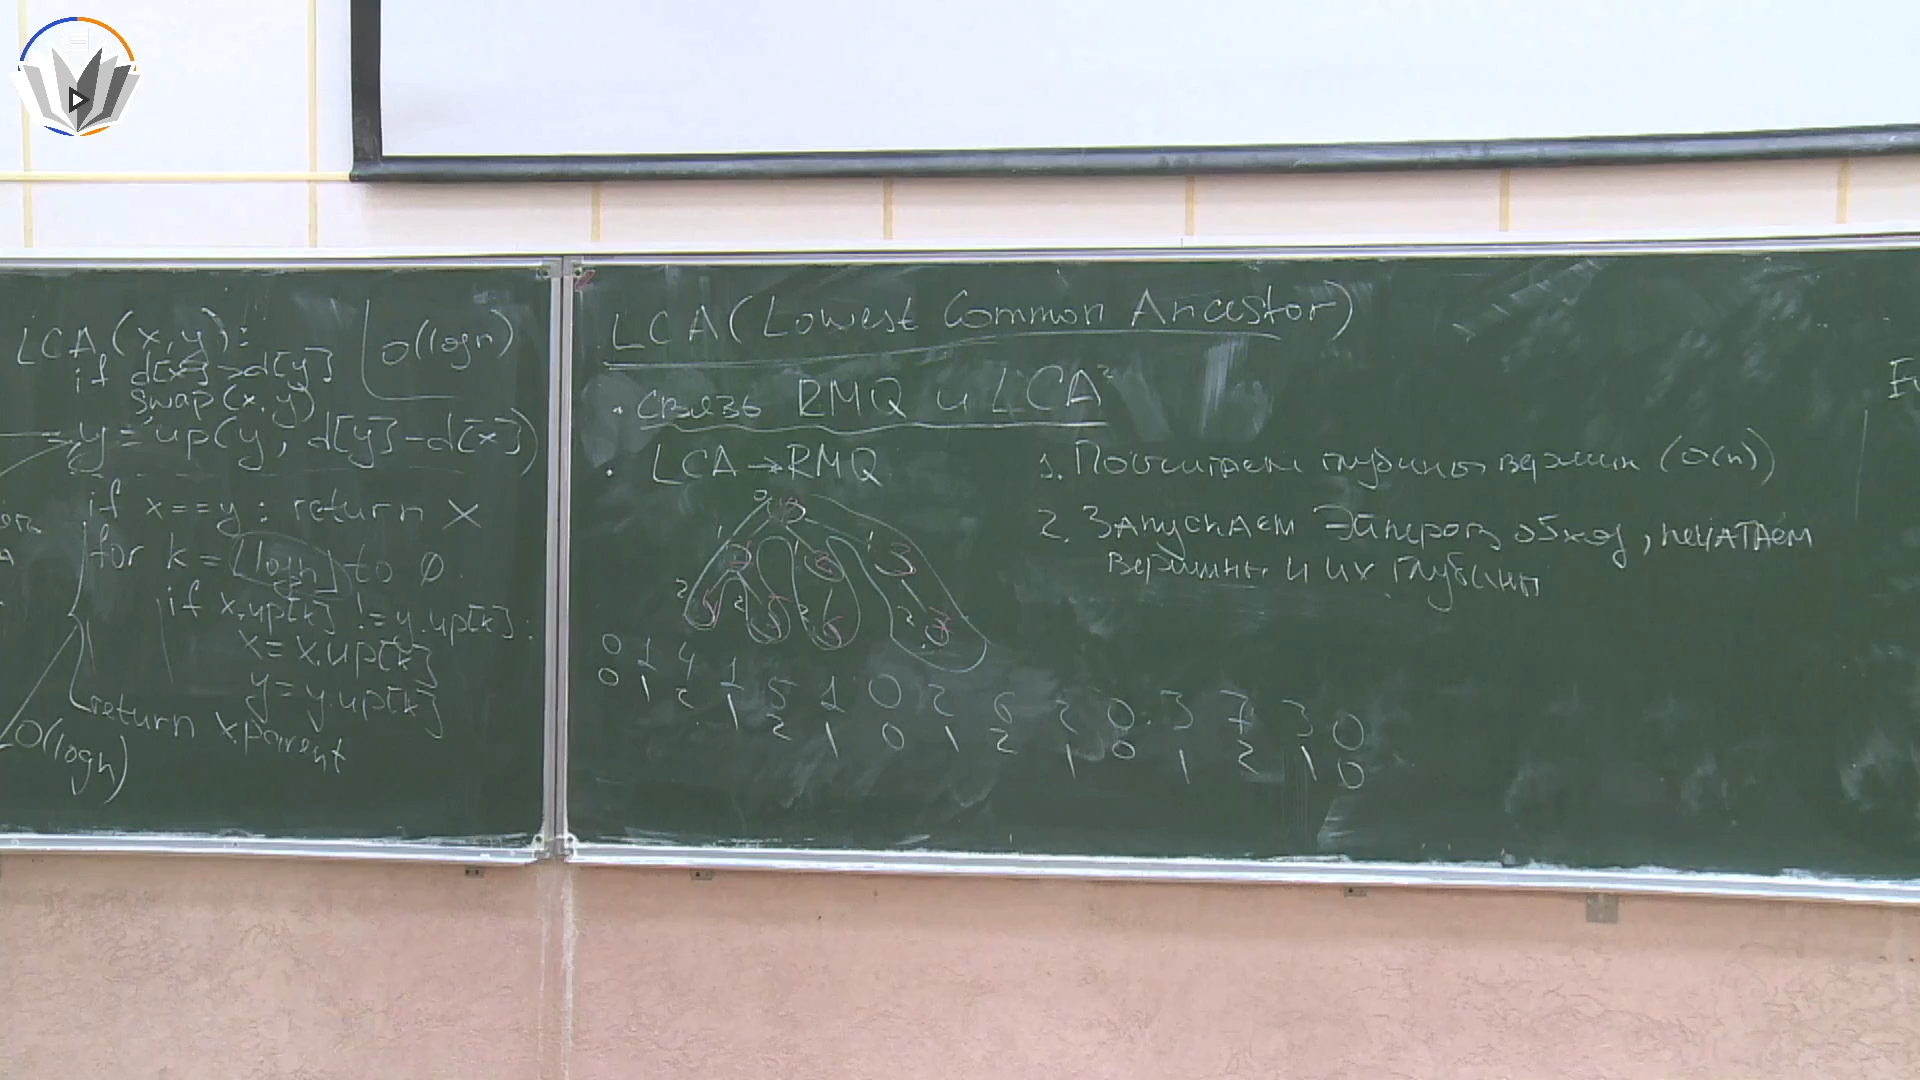 LCA(x,y):
O(logn)
if d[x]>d[y]
swap(x,y)
y=up(y, d[y]-d[x])
if x==y: return x
for k=⌊logn⌋ to 0
if x.up[k] != y.up[k]:
x=x.up[k]
y=y.up[k]
return x.parent
O(logn)
LCA (Lowest Common Ancestor)
• связь RMQ и LCA
• LCA→RMQ
1. Посчитаем глубины вершин (O(n))
2. Запускаем Эйлеров обход, печатаем
вершины и их глубины
0 1 4 1 5 1 0 2 6 2 0 3 7 3 0
0 1 2 1 2 1 0 1 2 1 0 1 2 1 0